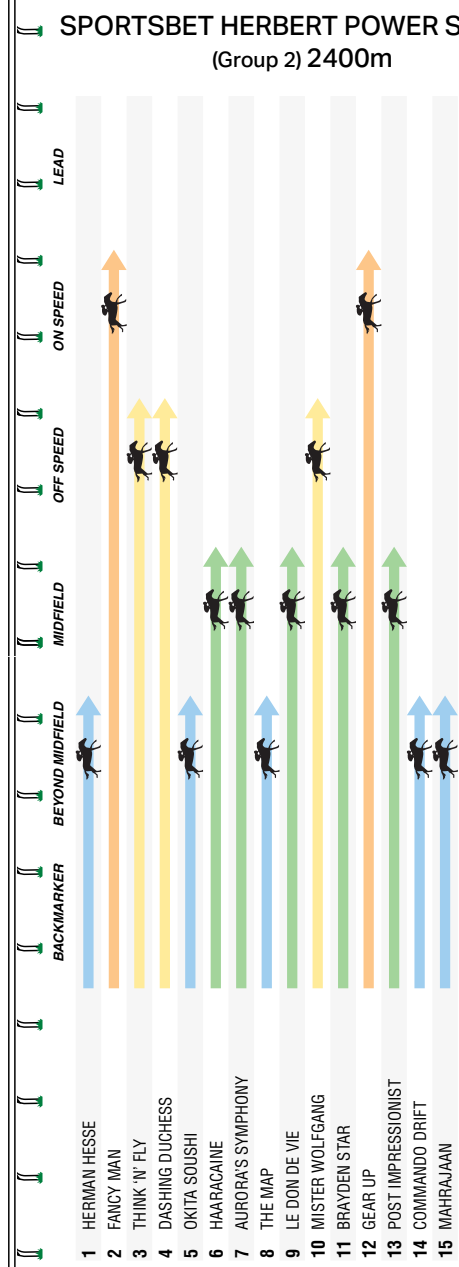 SPORTSBET HERBERT POWER S
(Group 2) 2400m
LEAD
ON SPEED
OFF SPEED
MIDFIELD
BEYOND MIDFIELD
BACKMARKER
1 HERMAN HESSE
2 FANCY MAN
3 THINK ‘N’ FLY
4 DASHING DUCHESS
5 OKITA SOUSHI
6 HAARACAINE
7 AURORA’S SYMPHONY
8 THE MAP
9 LE DON DE VIE
10 MISTER WOLFGANG
11 BRAYDEN STAR
12 GEAR UP
13 POST IMPRESSIONIST
14 COMMANDO DRIFT
15 MAHRAJAAN